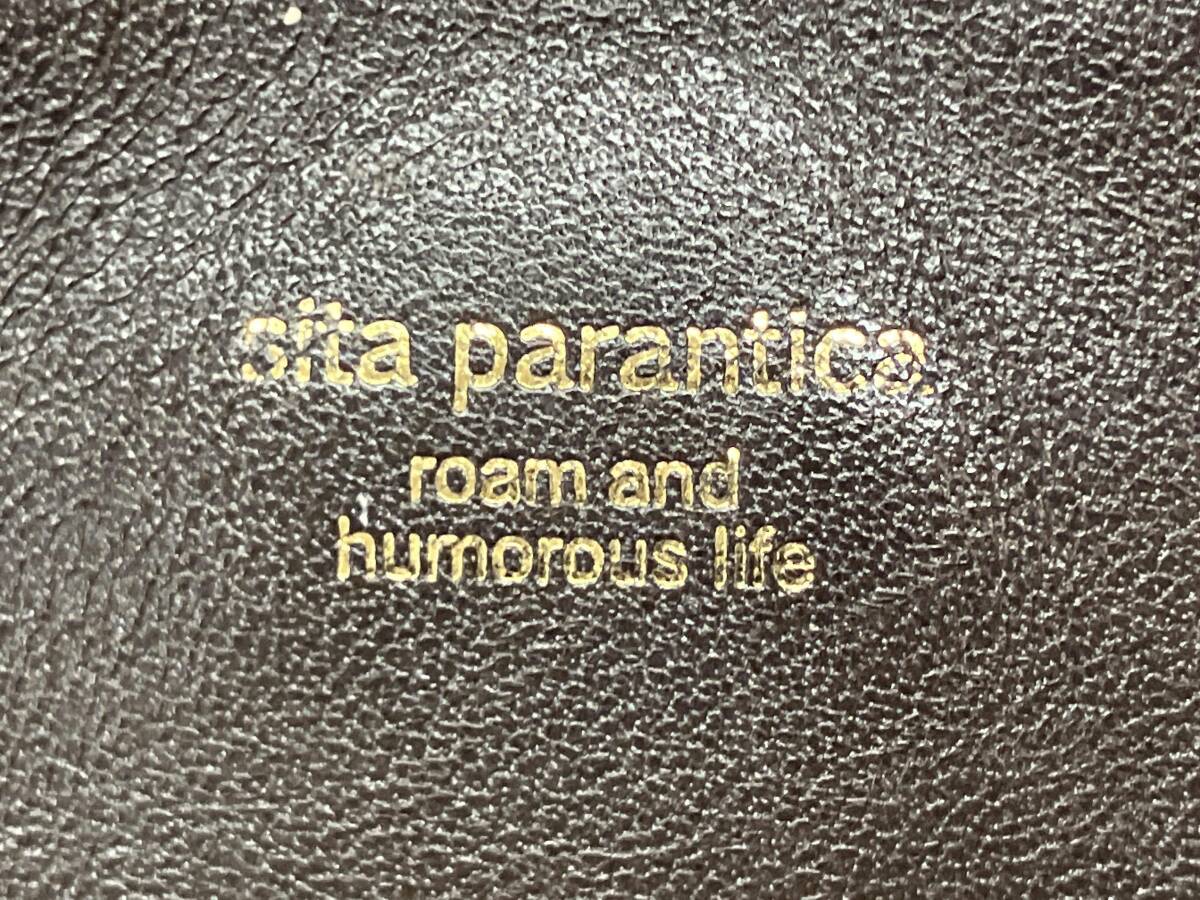 sita parantica
roam and
humorous life